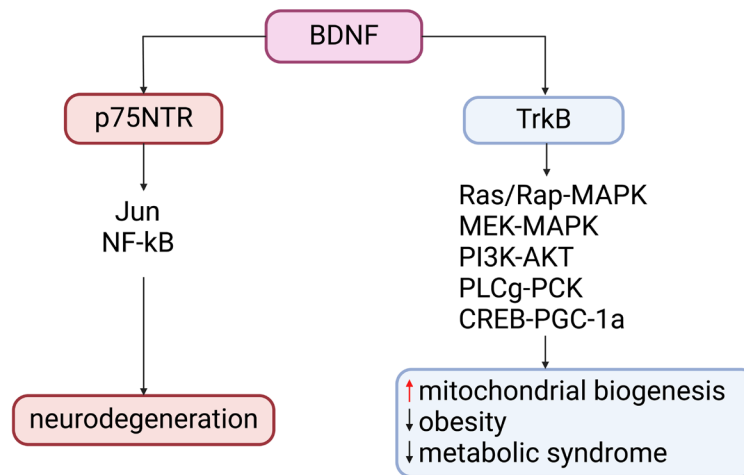 BDNF
p75NTR
TrkB
Jun
NF-kB
Ras/Rap-MAPK
MEK-MAPK
PI3K-AKT
PLCg-PCK
CREB-PGC-1a
neurodegeneration
↑ mitochondrial biogenesis
↓ obesity
↓ metabolic syndrome